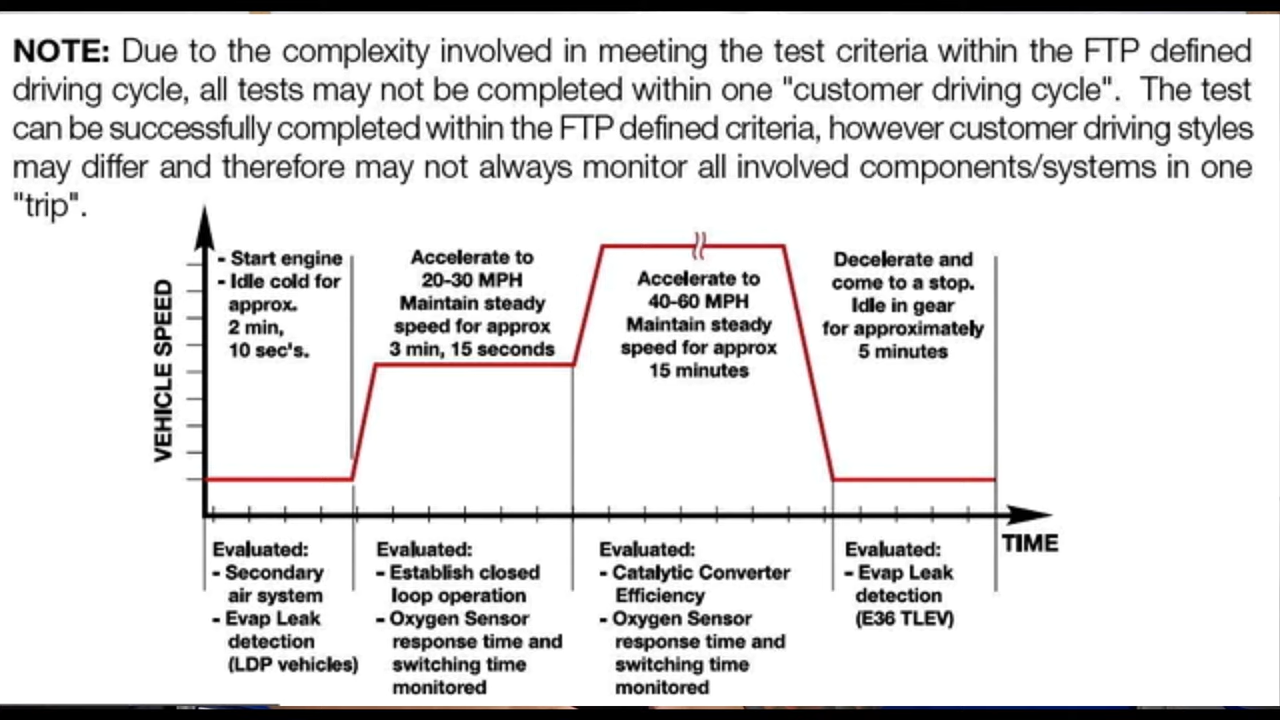 NOTE: Due to the complexity involved in meeting the test criteria within the FTP defined
driving cycle, all tests may not be completed within one "customer driving cycle". The test
can be successfully completed within the FTP defined criteria, however customer driving styles
may differ and therefore may not always monitor all involved components/systems in one
"trip".
VEHICLE SPEED
- Start engine
- Idle cold for
approx.
2 min,
10 sec's.
Accelerate to
20-30 MPH
Maintain steady
speed for approx
3 min, 15 seconds
Accelerate to
40-60 MPH
Maintain steady
speed for approx
15 minutes
Decelerate and
come to a stop.
Idle in gear
for approximately
5 minutes
TIME
Evaluated:
- Secondary
air system
- Evap Leak
detection
(LDP vehicles)
Evaluated:
- Establish closed
loop operation
- Oxygen Sensor
response time and
switching time
monitored
Evaluated:
- Catalytic Converter
Efficiency
- Oxygen Sensor
response time and
switching time
monitored
Evaluated:
- Evap Leak
detection
(E36 TLEV)